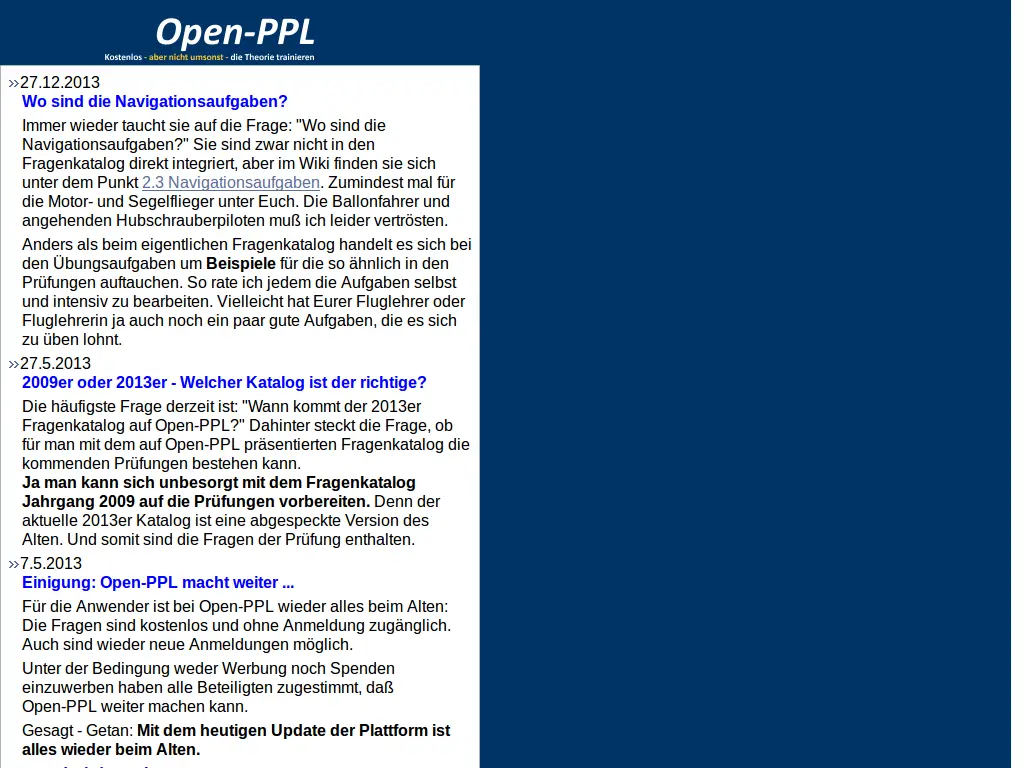 Open-PPL
Kostenlos - aber nicht umsonst - die Theorie trainieren
»27.12.2013
Wo sind die Navigationsaufgaben?
Immer wieder taucht sie auf die Frage: "Wo sind die
Navigationsaufgaben?" Sie sind zwar nicht in den
Fragenkatalog direkt integriert, aber im Wiki finden sie sich
unter dem Punkt 2.3 Navigationsaufgaben. Zumindest mal für
die Motor- und Segelflieger unter Euch. Die Ballonfahrer und
angehenden Hubschrauberpiloten muß ich leider vertrösten.
Anders als beim eigentlichen Fragenkatalog handelt es sich bei
den Übungsaufgaben um Beispiele für die so ähnlich in den
Prüfungen auftauchen. So rate ich jedem die Aufgaben selbst
und intensiv zu bearbeiten. Vielleicht hat Eurer Fluglehrer oder
Fluglehrerin ja auch noch ein paar gute Aufgaben, die es sich
zu üben lohnt.
»27.5.2013
2009er oder 2013er - Welcher Katalog ist der richtige?
Die häufigste Frage derzeit ist: "Wann kommt der 2013er
Fragenkatalog auf Open-PPL?" Dahinter steckt die Frage, ob
für man mit dem auf Open-PPL präsentierten Fragenkatalog die
kommenden Prüfungen bestehen kann.
Ja man kann sich unbesorgt mit dem Fragenkatalog
Jahrgang 2009 auf die Prüfungen vorbereiten. Denn der
aktuelle 2013er Katalog ist eine abgespeckte Version des
Alten. Und somit sind die Fragen der Prüfung enthalten.
»7.5.2013
Einigung: Open-PPL macht weiter ...
Für die Anwender ist bei Open-PPL wieder alles beim Alten:
Die Fragen sind kostenlos und ohne Anmeldung zugänglich.
Auch sind wieder neue Anmeldungen möglich.
Unter der Bedingung weder Werbung noch Spenden
einzuwerben haben alle Beteiligten zugestimmt, daß
Open-PPL weiter machen kann.
Gesagt - Getan: Mit dem heutigen Update der Plattform ist
alles wieder beim Alten.